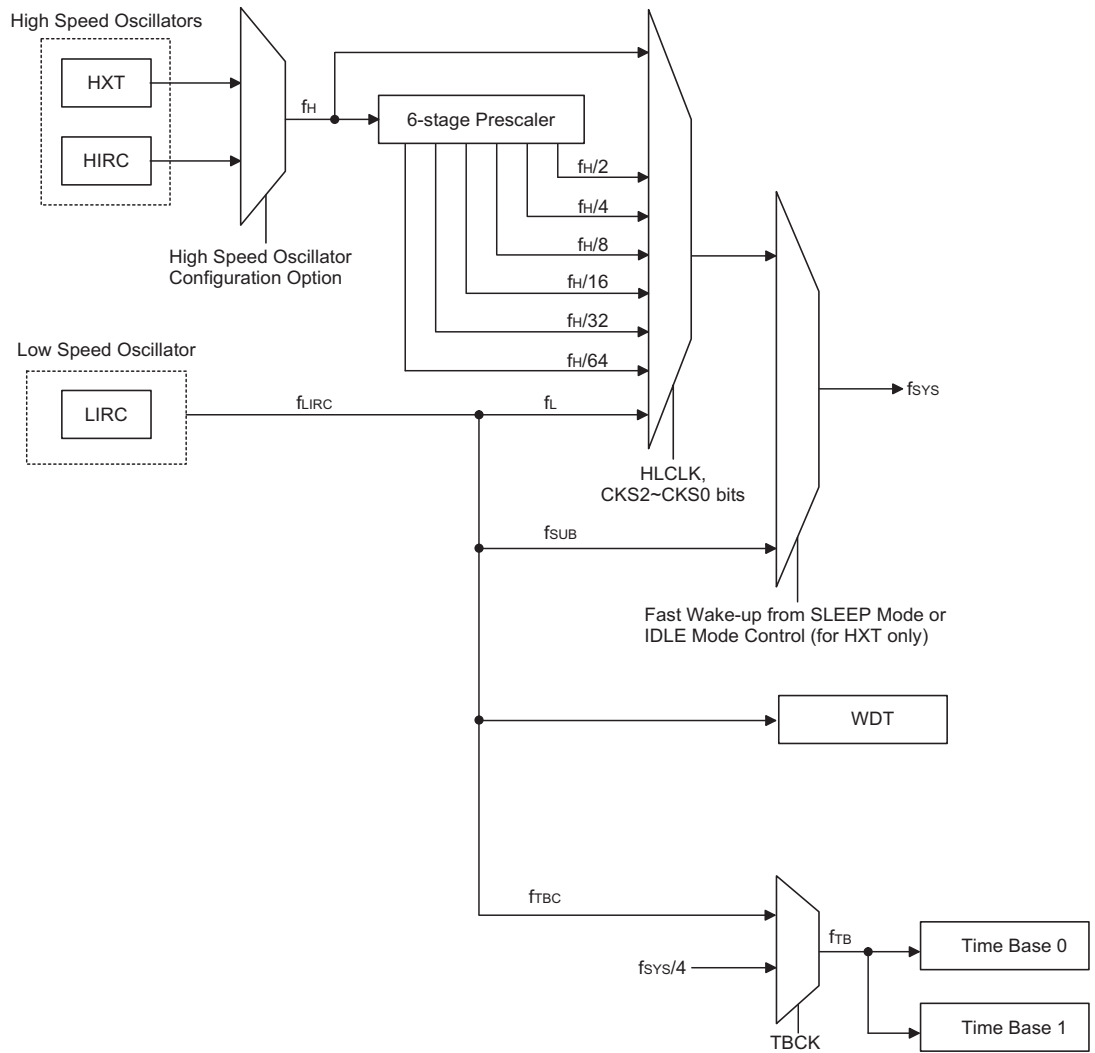 High Speed Oscillators
HXT
HIRC
fH
6-stage Prescaler
fH/2
fH/4
fH/8
fH/16
fH/32
fH/64
High Speed Oscillator
Configuration Option
Low Speed Oscillator
LIRC
fLIRC
fL
HLCLK,
CKS2~CKS0 bits
fSYS
fSUB
Fast Wake-up from SLEEP Mode or
IDLE Mode Control (for HXT only)
WDT
fTBC
fSYS/4
fTB
TBCK
Time Base 0
Time Base 1